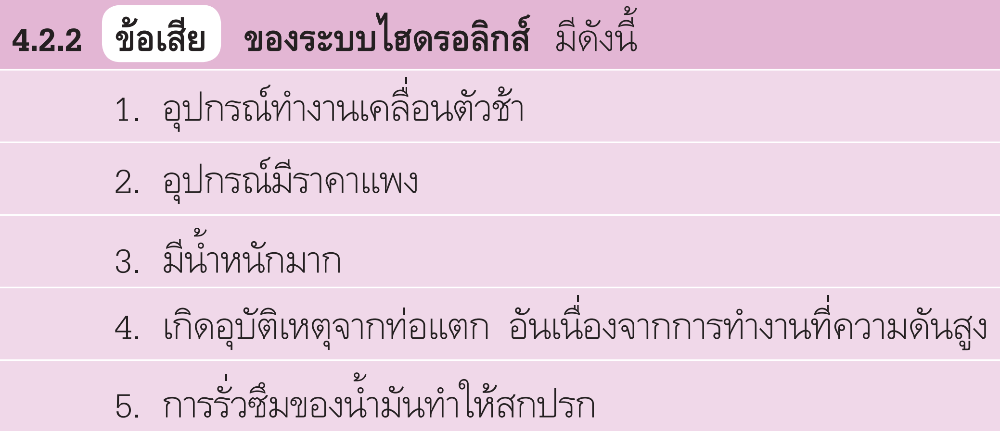 4.2.2 ข้อเสีย ของระบบไฮดรอลิกส์ มีดังนี้
1. อุปกรณ์ทำงานเคลื่อนตัวช้า
2. อุปกรณ์มีราคาแพง
3. มีน้ำหนักมาก
4. เกิดอุบัติเหตุจากท่อแตก อันเนื่องจากการทำงานที่ความดันสูง
5. การรั่วซึมของน้ำมันทำให้สกปรก